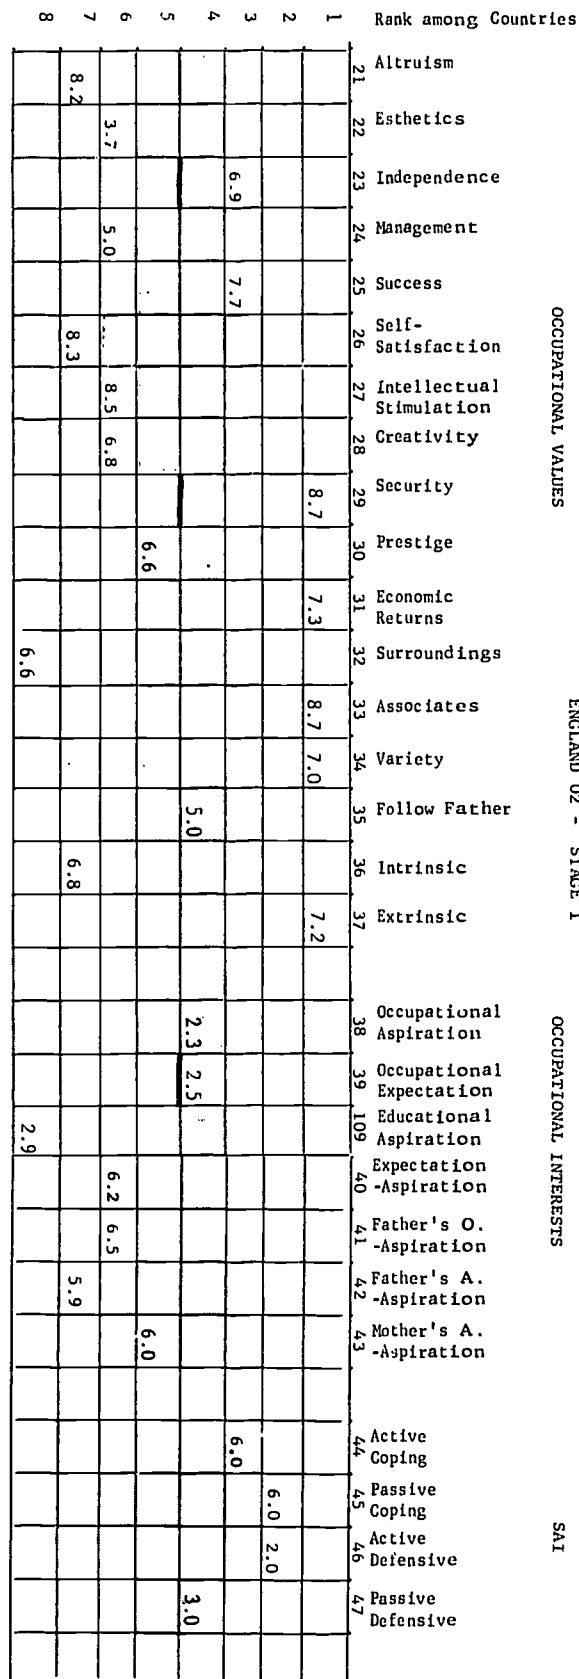 ENGLAND 02 - STAGE I
OCCUPATIONAL VALUES
OCCUPATIONAL INTERESTS
SAI
8 7 6 5 4 3 2 1 Rank among Countries
8.2 21 Altruism
3.7 22 Esthetics
6.9 23 Independence
5.0 24 Management
7.7 25 Success
8.3 26 Self-
Satisfaction
8.5 27 Intellectual
Stimulation
6.8 28 Creativity
8.7 29 Security
6.6 30 Prestige
7.3 31 Economic
Returns
6.6 32 Surroundings
8.7 33 Associates
7.0 34 Variety
5.0 35 Follow Father
6.8 36 Intrinsic
7.2 37 Extrinsic
2.3 38 Occupational
Aspiration
2.5 39 Occupational
Expectation
2.9 109 Educational
Aspiration
6.2 40 Expectation
-Aspiration
6.5 41 Father's O.
-Aspiration
5.9 42 Father's A.
-Aspiration
6.0 43 Mother's A.
-Aspiration
6.0 44 Active
Coping
6.0 45 Passive
Coping
2.0 46 Active
Defensive
3.0 47 Passive
Defensive